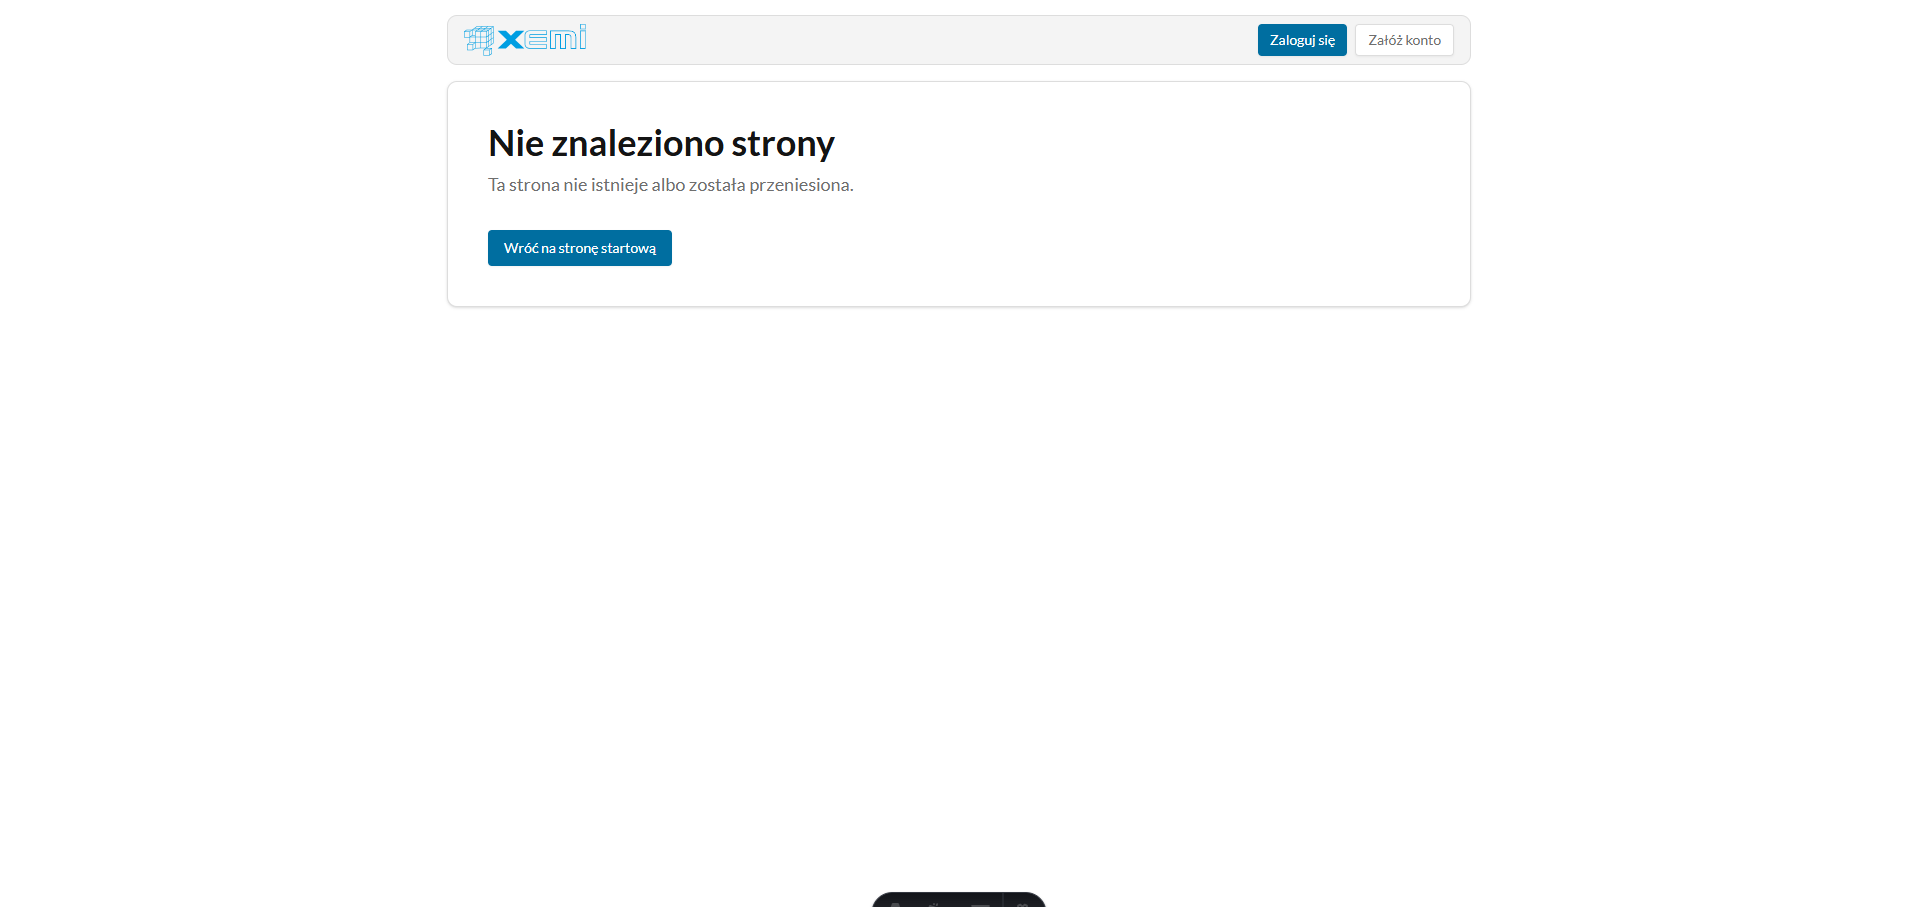 xemi
Zaloguj się
Załóż konto
Nie znaleziono strony
Ta strona nie istnieje albo została przeniesiona.
Wróć na stronę startową